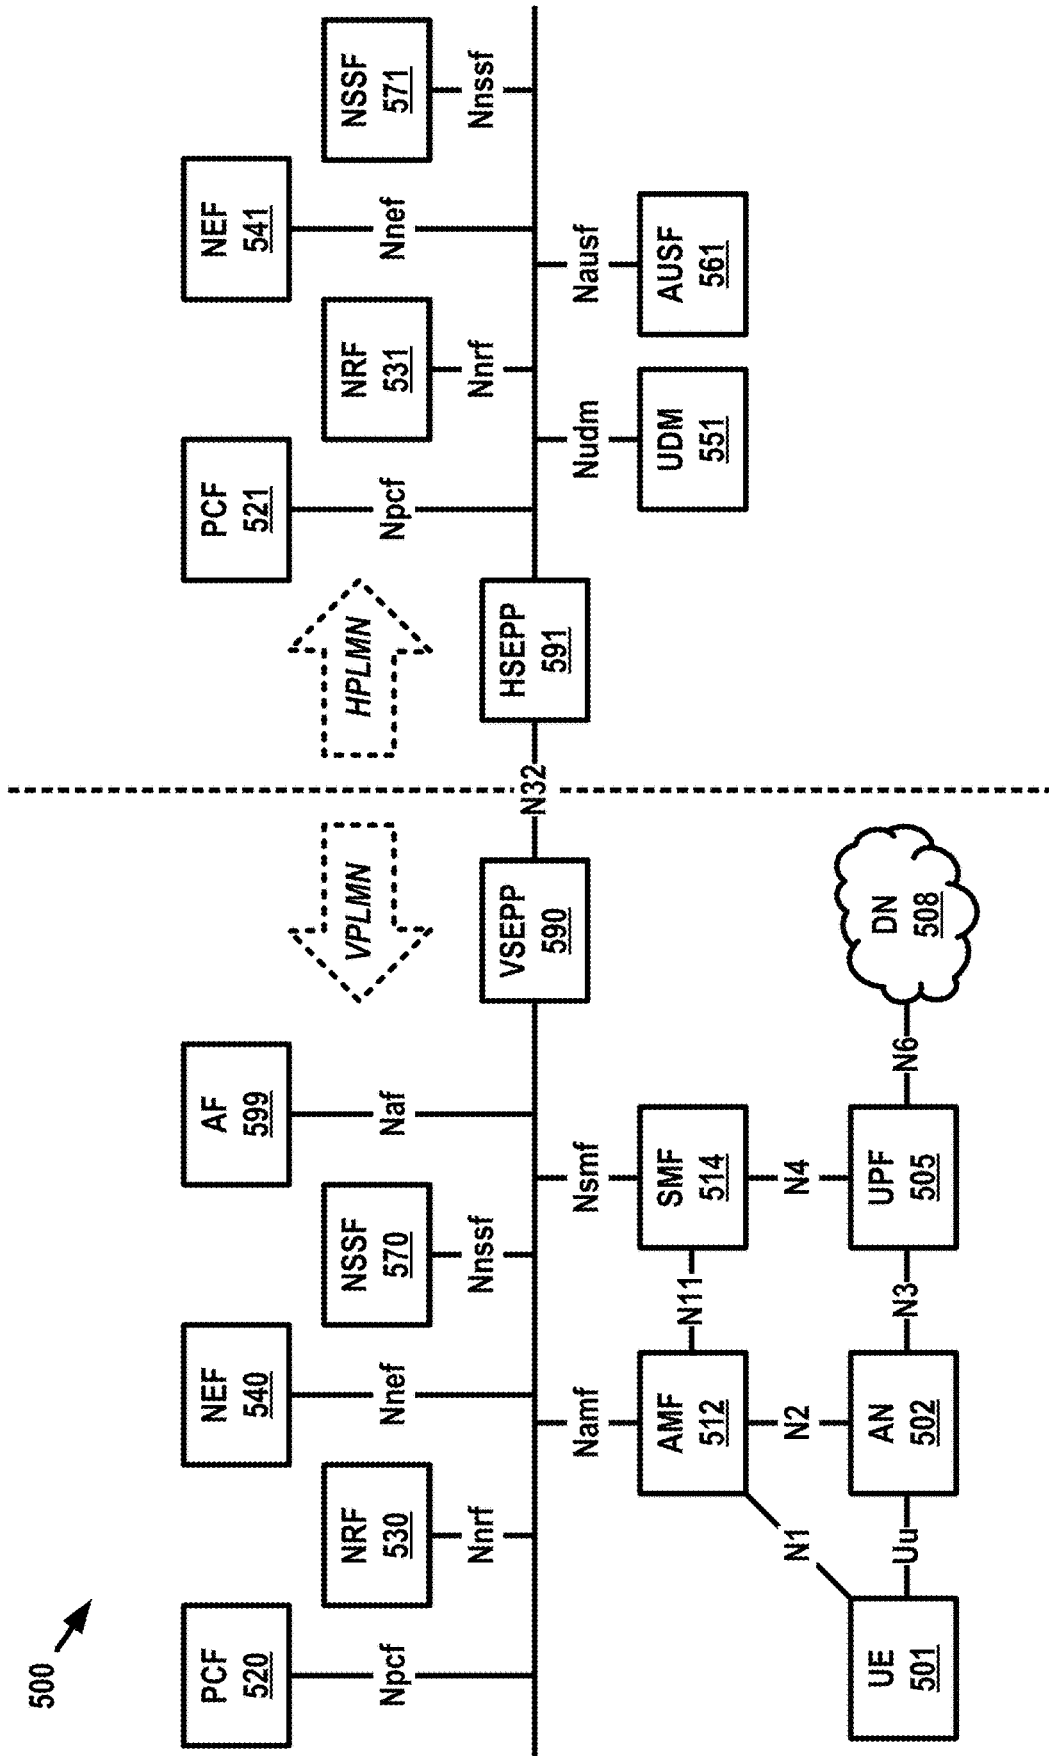 500
PCF
520
NEF
540
AF
599
PCF
521
NEF
541
NRF
530
NSSF
570
VPLMN
HPLMN
NRF
531
NSSF
571
Npcf
Nnrf
Nnef
Nnssf
Naf
Npcf
Nnrf
Nnef
Nnssf
VSEPP
590
N32
HSEPP
591
Namf
Nsmf
Nudm
Nausf
AMF
512
N11
SMF
514
UDM
551
AUSF
561
N1
N2
N4
UE
501
Uu
AN
502
N3
UPF
505
N6
DN
508